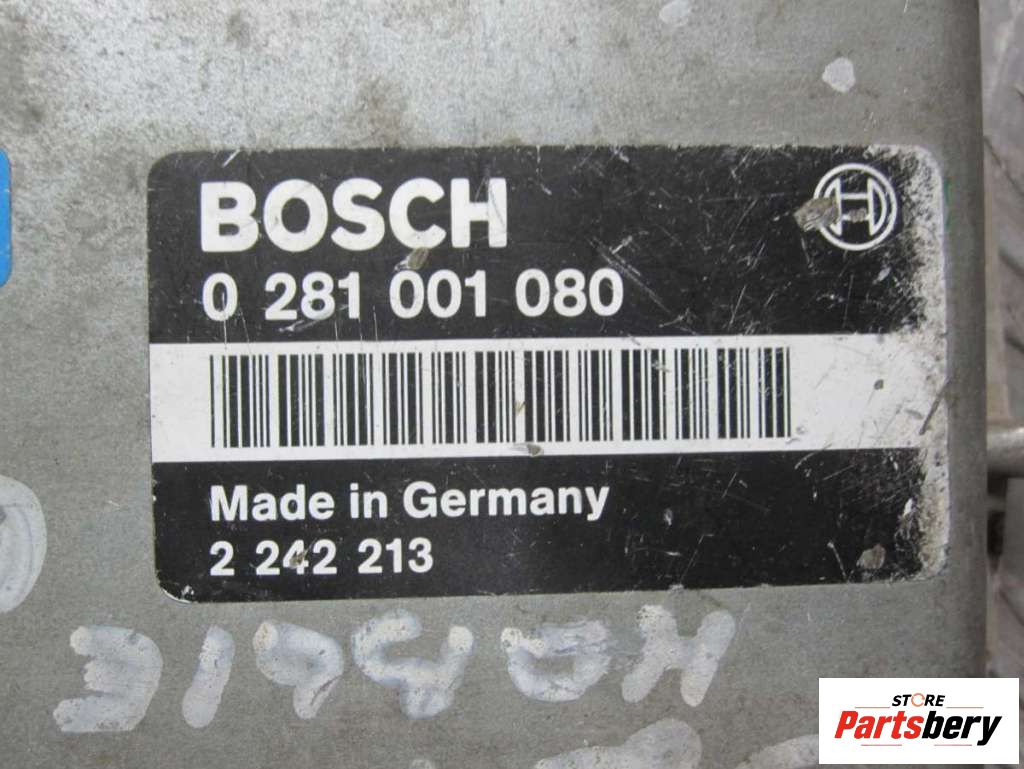 BOSCH
0 281 001 080
Made in Germany
2 242 213
STORE
Partsbery